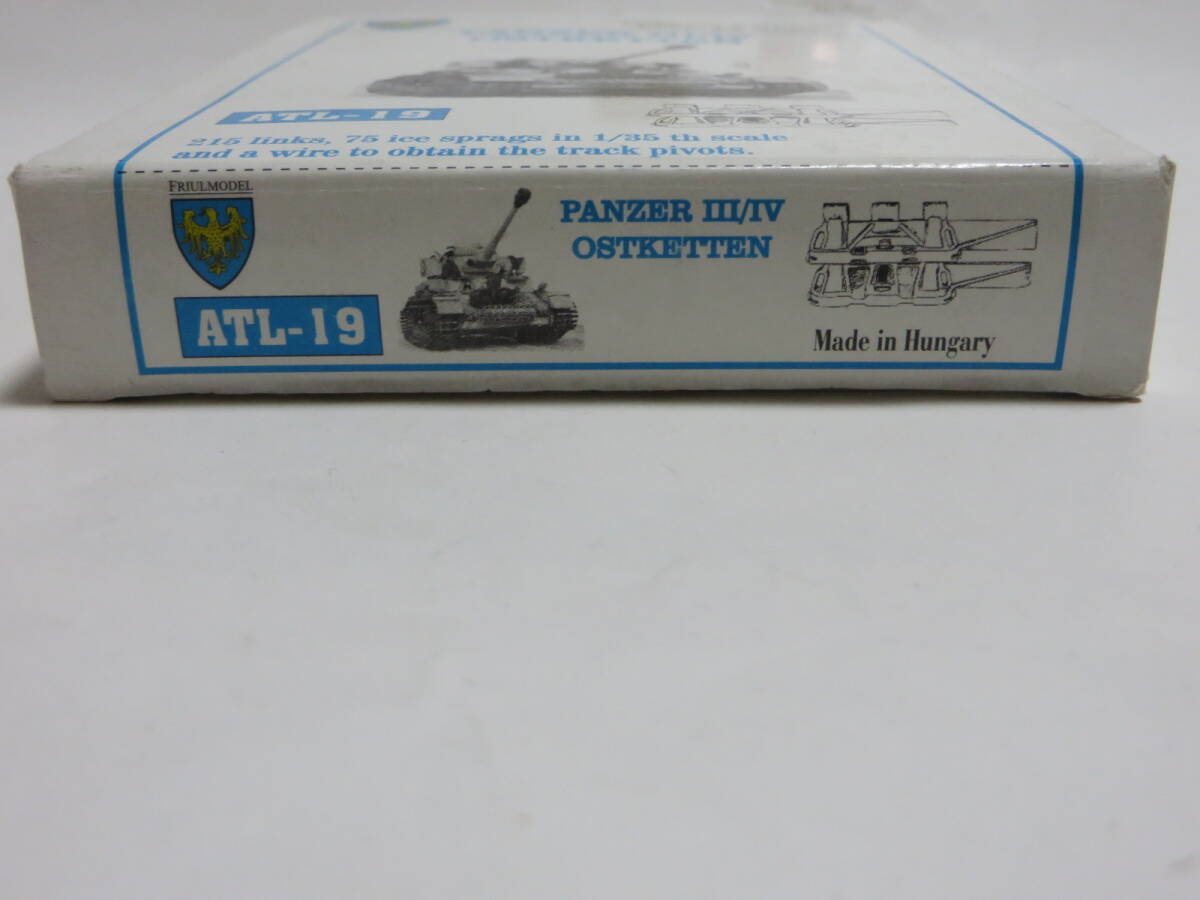 ATL-19
215 links, 75 ice sprags in 1/35 th scale
and a wire to obtain the track pivots.
FRIULMODEL
ATL-19
PANZER III/IV
OSTKETTEN
Made in Hungary